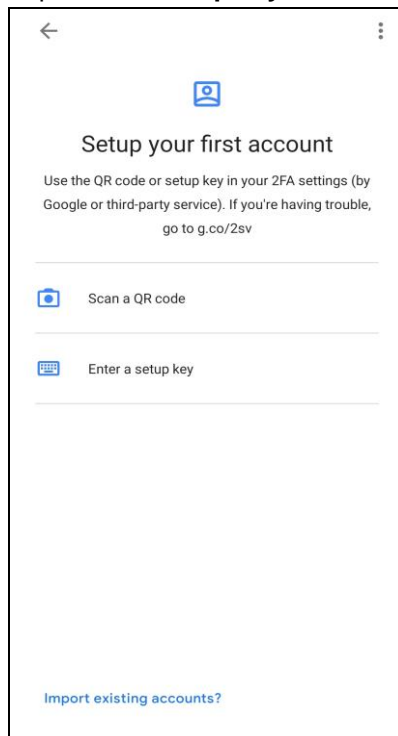 Setup your first account
Use the QR code or setup key in your 2FA settings (by
Google or third-party service). If you're having trouble,
go to g.co/2sv
Scan a QR code
Enter a setup key
Import existing accounts?